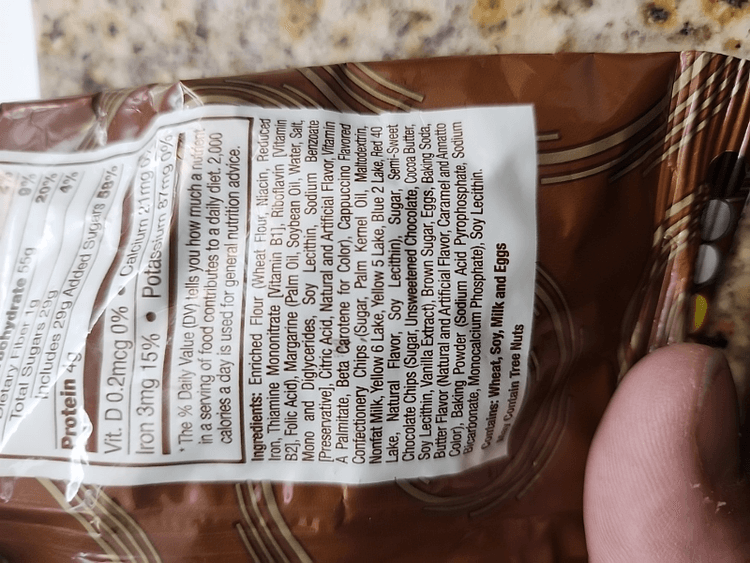 ohydrate 55g
Dietary Fiber 1g 9%
Total Sugars 29g 20%
Includes 29g Added Sugars 4%
Protein 4g
Vit. D 0.2mcg 0% • Calcium 21mg
Iron 3mg 15% • Potassium 87mg 0%
* The % Daily Value (DV) tells you how much a nutrient
in a serving of food contributes to a daily diet. 2,000
calories a day is used for general nutrition advice.
Ingredients: Enriched Flour (Wheat Flour, Niacin, Reduced
Iron, Thiamine Mononitrate [Vitamin B1], Riboflavin [Vitamin
B2], Folic Acid), Margarine (Palm Oil, Soybean Oil, Water, Salt,
Mono and Diglycerides, Soy Lecithin, Sodium Benzoate
[Preservative], Citric Acid, Natural and Artificial Flavor, Vitamin
A Palmitate, Beta Carotene for Color), Cappuccino Flavored
Confectionery Chips (Sugar, Palm Kernel Oil, Maltodextrin,
Nonfat Milk, Yellow 6 Lake, Yellow 5 Lake, Blue 2 Lake, Red 40
Lake, Natural Flavor, Soy Lecithin), Sugar, Semi-Sweet
Chocolate Chips (Sugar, Unsweetened Chocolate, Cocoa Butter,
Soy Lecithin, Vanilla Extract), Brown Sugar, Eggs, Baking Soda,
Butter Flavor (Natural and Artificial Flavor, Caramel and Annatto
Color), Baking Powder (Sodium Acid Pyrophosphate, Sodium
Bicarbonate, Monocalcium Phosphate), Soy Lecithin.
Contains: Wheat, Soy, Milk and Eggs
May Contain Tree Nuts